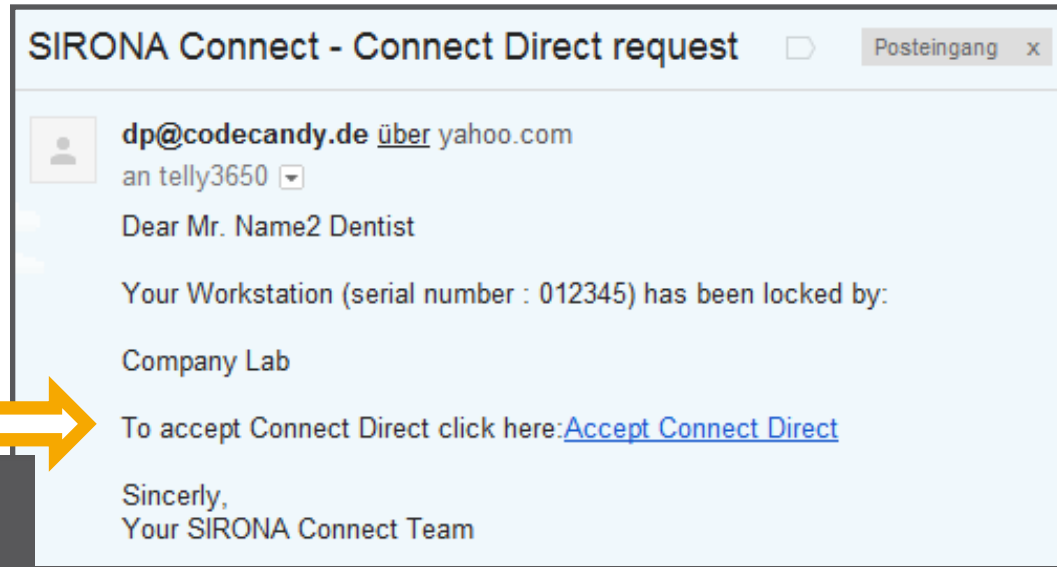 SIRONA Connect - Connect Direct request Posteingang x
dp@codecandy.de über yahoo.com
an telly3650
Dear Mr. Name2 Dentist
Your Workstation (serial number : 012345) has been locked by:
Company Lab
To accept Connect Direct click here:Accept Connect Direct
Sincerly,
Your SIRONA Connect Team